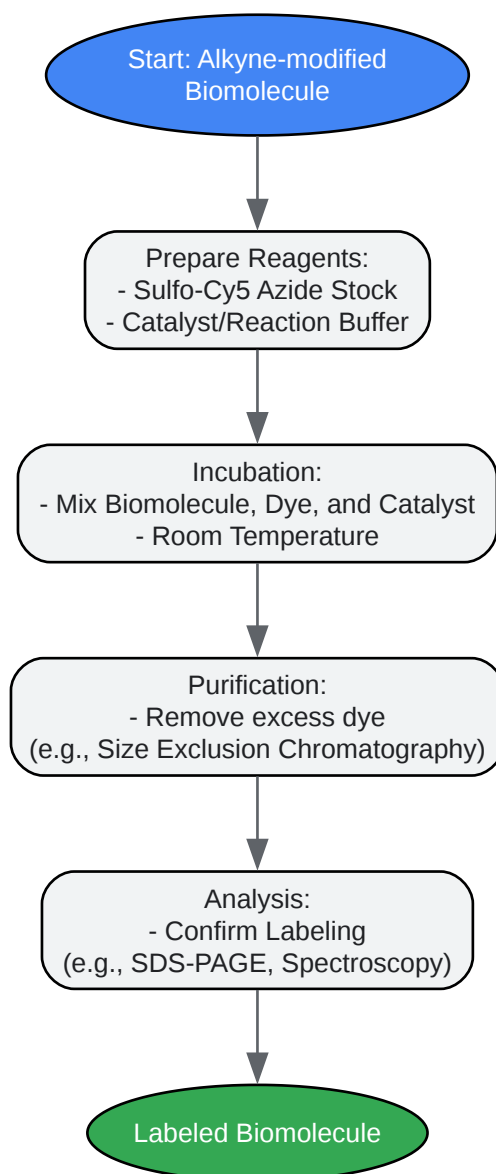 Start: Alkyne-modified
Biomolecule
Prepare Reagents:
- Sulfo-Cy5 Azide Stock
- Catalyst/Reaction Buffer
Incubation:
- Mix Biomolecule, Dye, and Catalyst
- Room Temperature
Purification:
- Remove excess dye
(e.g., Size Exclusion Chromatography)
Analysis:
- Confirm Labeling
(e.g., SDS-PAGE, Spectroscopy)
Labeled Biomolecule